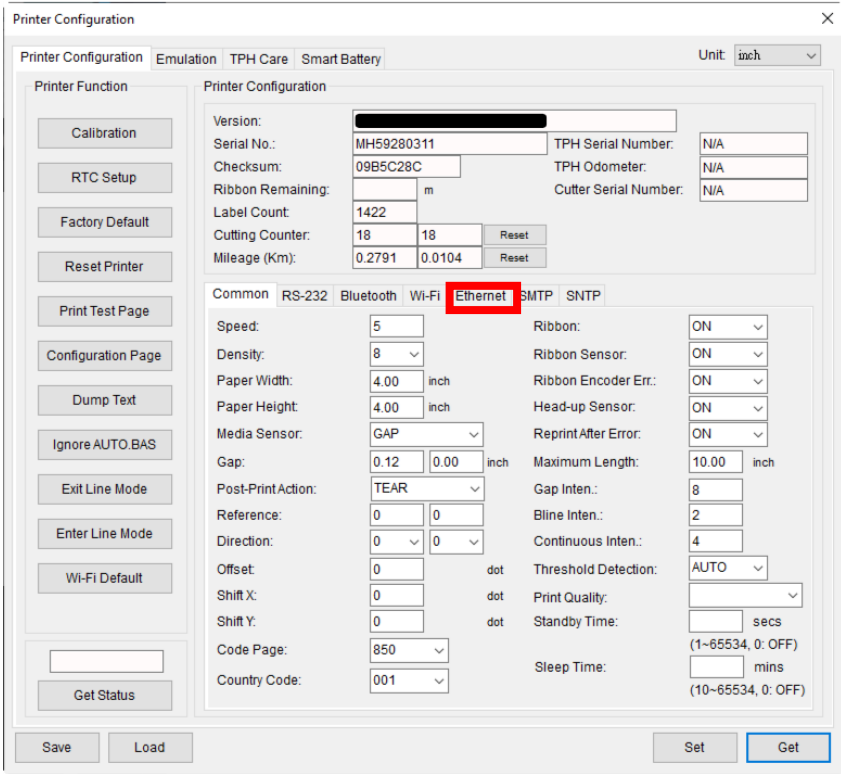 Printer Configuration
Printer Configuration Emulation TPH Care Smart Battery Unit: inch
Printer Function
Calibration
RTC Setup
Factory Default
Reset Printer
Print Test Page
Configuration Page
Dump Text
Ignore AUTO.BAS
Exit Line Mode
Enter Line Mode
Wi-Fi Default
Get Status
Printer Configuration
Version:
Serial No.: MH59280311 TPH Serial Number: N/A
Checksum: 09B5C28C TPH Odometer: N/A
Ribbon Remaining: m Cutter Serial Number: N/A
Label Count: 1422
Cutting Counter: 18 18 Reset
Mileage (Km): 0.2791 0.0104 Reset
Common RS-232 Bluetooth Wi-Fi Ethernet SMTP SNTP
Speed: 5 Ribbon: ON
Density: 8 Ribbon Sensor: ON
Paper Width: 4.00 inch Ribbon Encoder Err.: ON
Paper Height: 4.00 inch Head-up Sensor: ON
Media Sensor: GAP Reprint After Error: ON
Gap: 0.12 0.00 inch Maximum Length: 10.00 inch
Post-Print Action: TEAR Gap Inten.: 8
Reference: 0 0 Bline Inten.: 2
Direction: 0 0 Continuous Inten.: 4
Offset: 0 dot Threshold Detection: AUTO
Shift X: 0 dot Print Quality:
Shift Y: 0 dot Standby Time: secs
(1~65534, 0: OFF)
Code Page: 850
Sleep Time: mins
Country Code: 001
(10~65534, 0: OFF)
Save Load Set Get